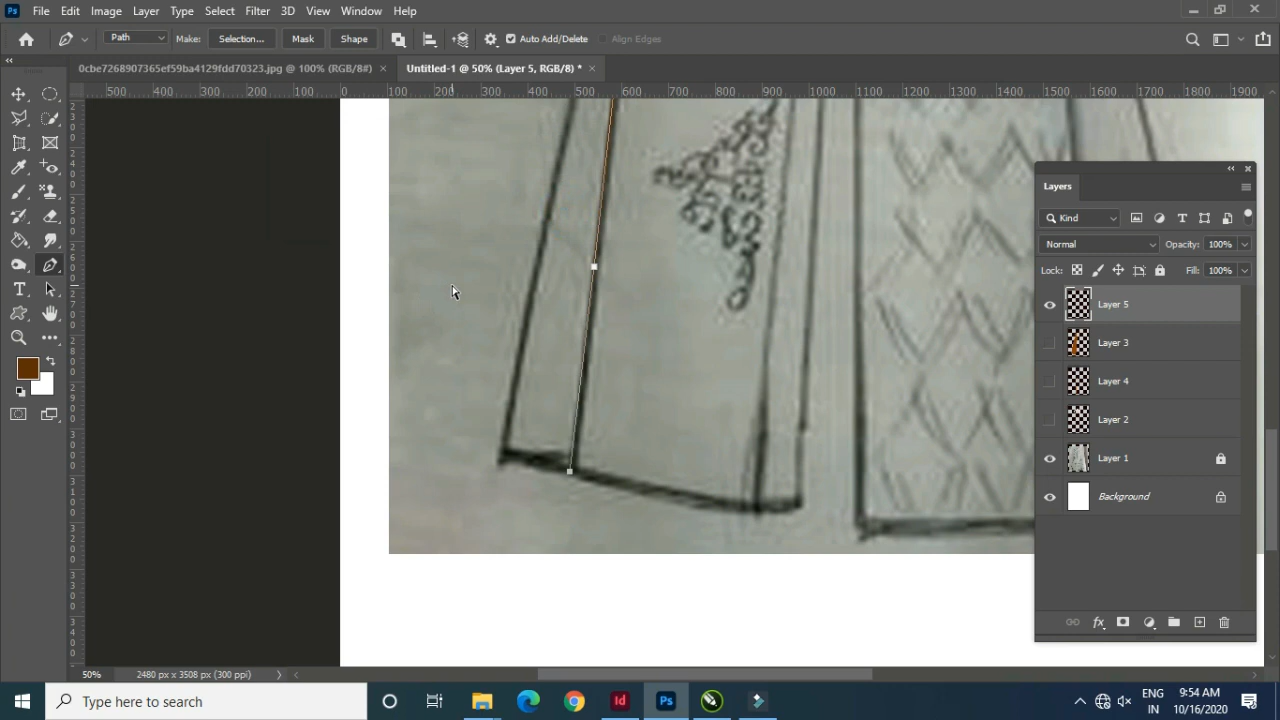 Ps File Edit Image Layer Type Select Filter 3D View Window Help
Path Make: Selection... Mask Shape Auto Add/Delete Align Edges
0cbe7268907365ef59ba4129fdd70323.jpg @ 100% (RGB/8#) × Untitled-1 @ 50% (Layer 5, RGB/8) * ×
500 400 300 200 100 0 100 200 300 400 500 600 700 800 900 1000 1100 1200 1300 1400 1500 1600 1700 1800 1900
Layers
Kind
Normal Opacity: 100%
Lock: Fill: 100%
Layer 5
Layer 3
Layer 4
Layer 2
Layer 1
Background
fx
50% 2480 px x 3508 px (300 ppi)
Type here to search
Id Ps
ENG 9:54 AM
IN 10/16/2020